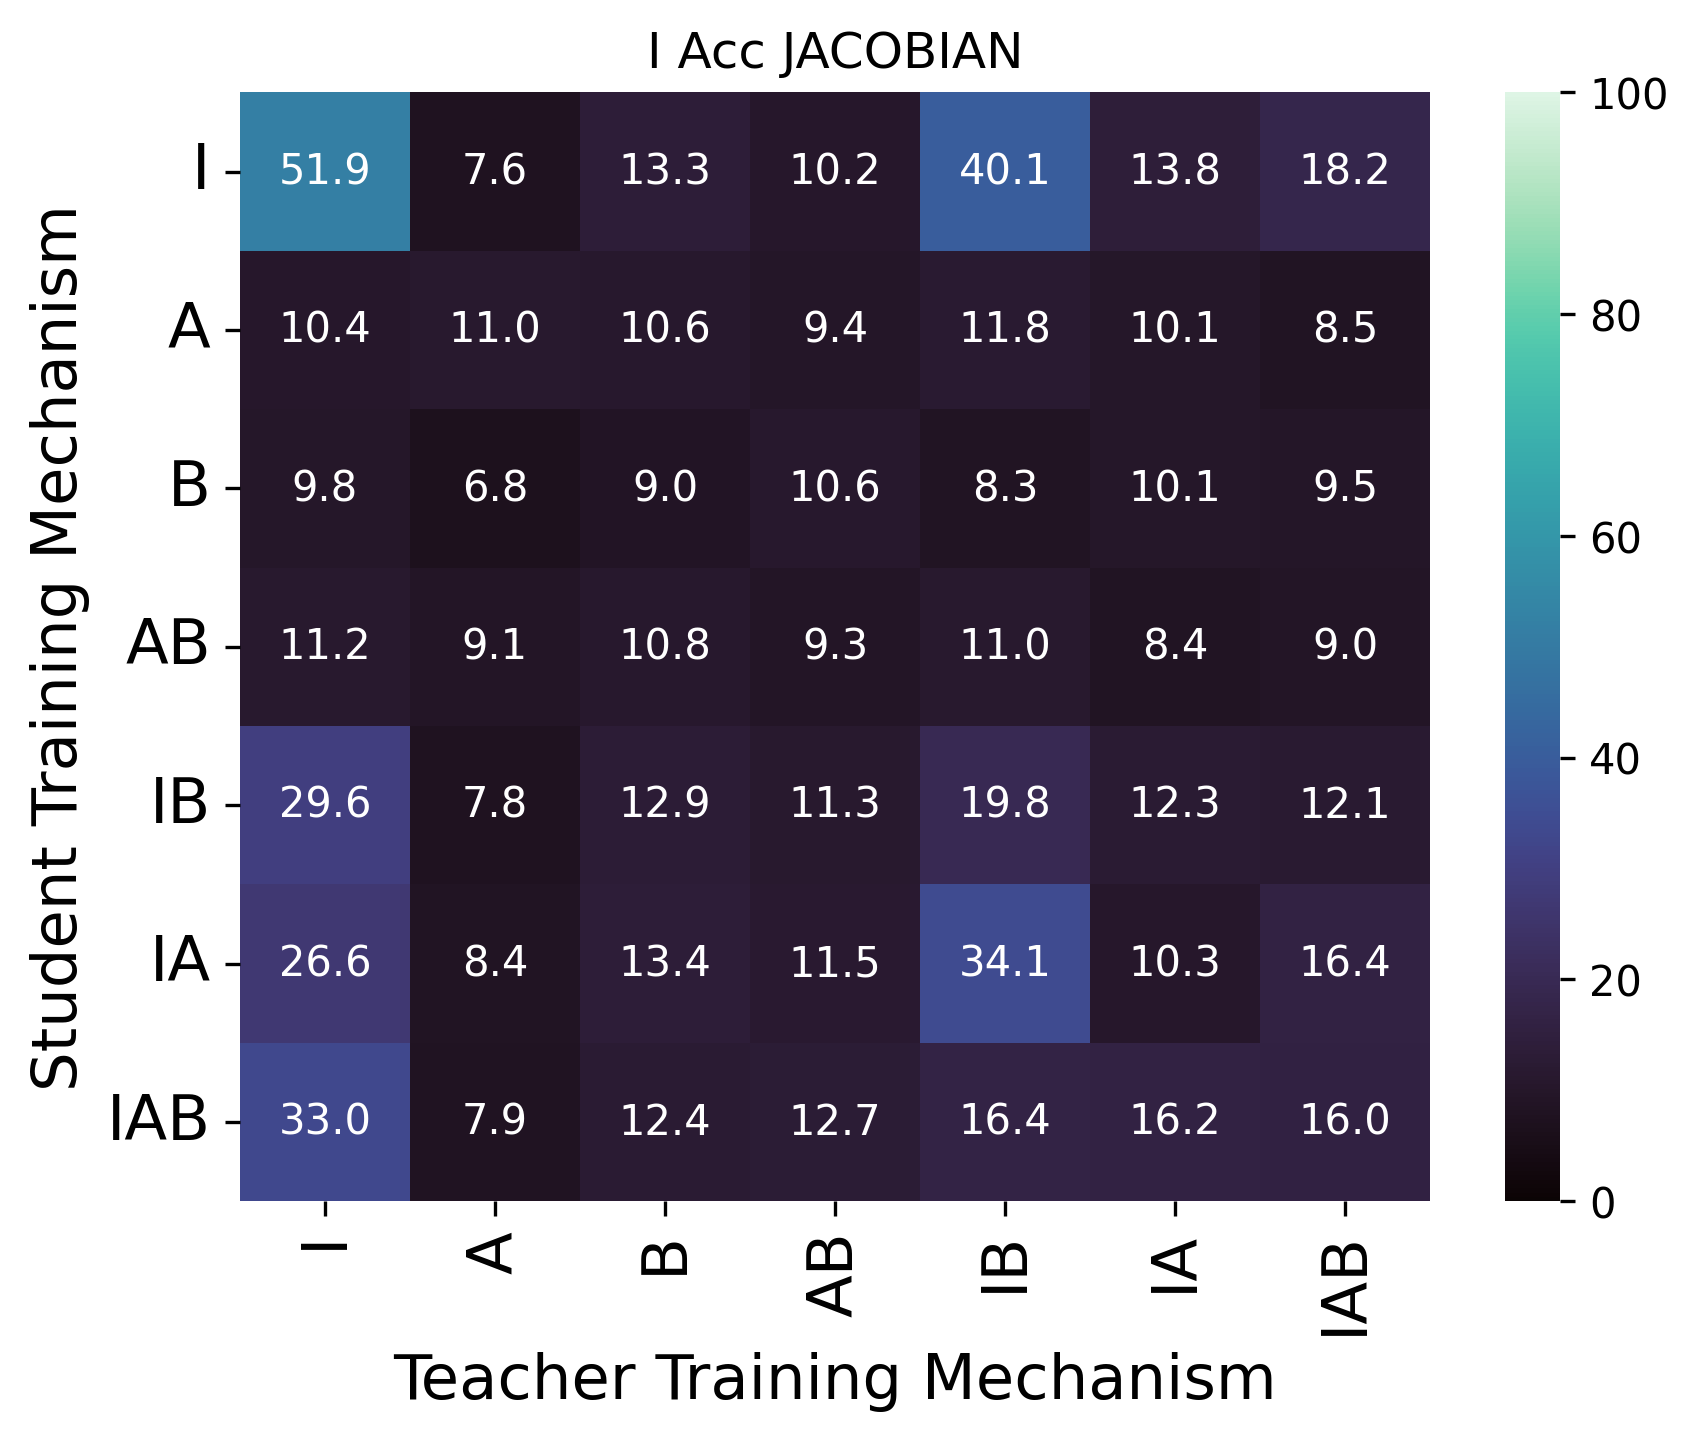 I Acc JACOBIAN
I 51.9 7.6 13.3 10.2 40.1 13.8 18.2
A 10.4 11.0 10.6 9.4 11.8 10.1 8.5
B 9.8 6.8 9.0 10.6 8.3 10.1 9.5
AB 11.2 9.1 10.8 9.3 11.0 8.4 9.0
IB 29.6 7.8 12.9 11.3 19.8 12.3 12.1
IA 26.6 8.4 13.4 11.5 34.1 10.3 16.4
IAB 33.0 7.9 12.4 12.7 16.4 16.2 16.0
I A B AB IB IA IAB
Teacher Training Mechanism
Student Training Mechanism
100
80
60
40
20
0